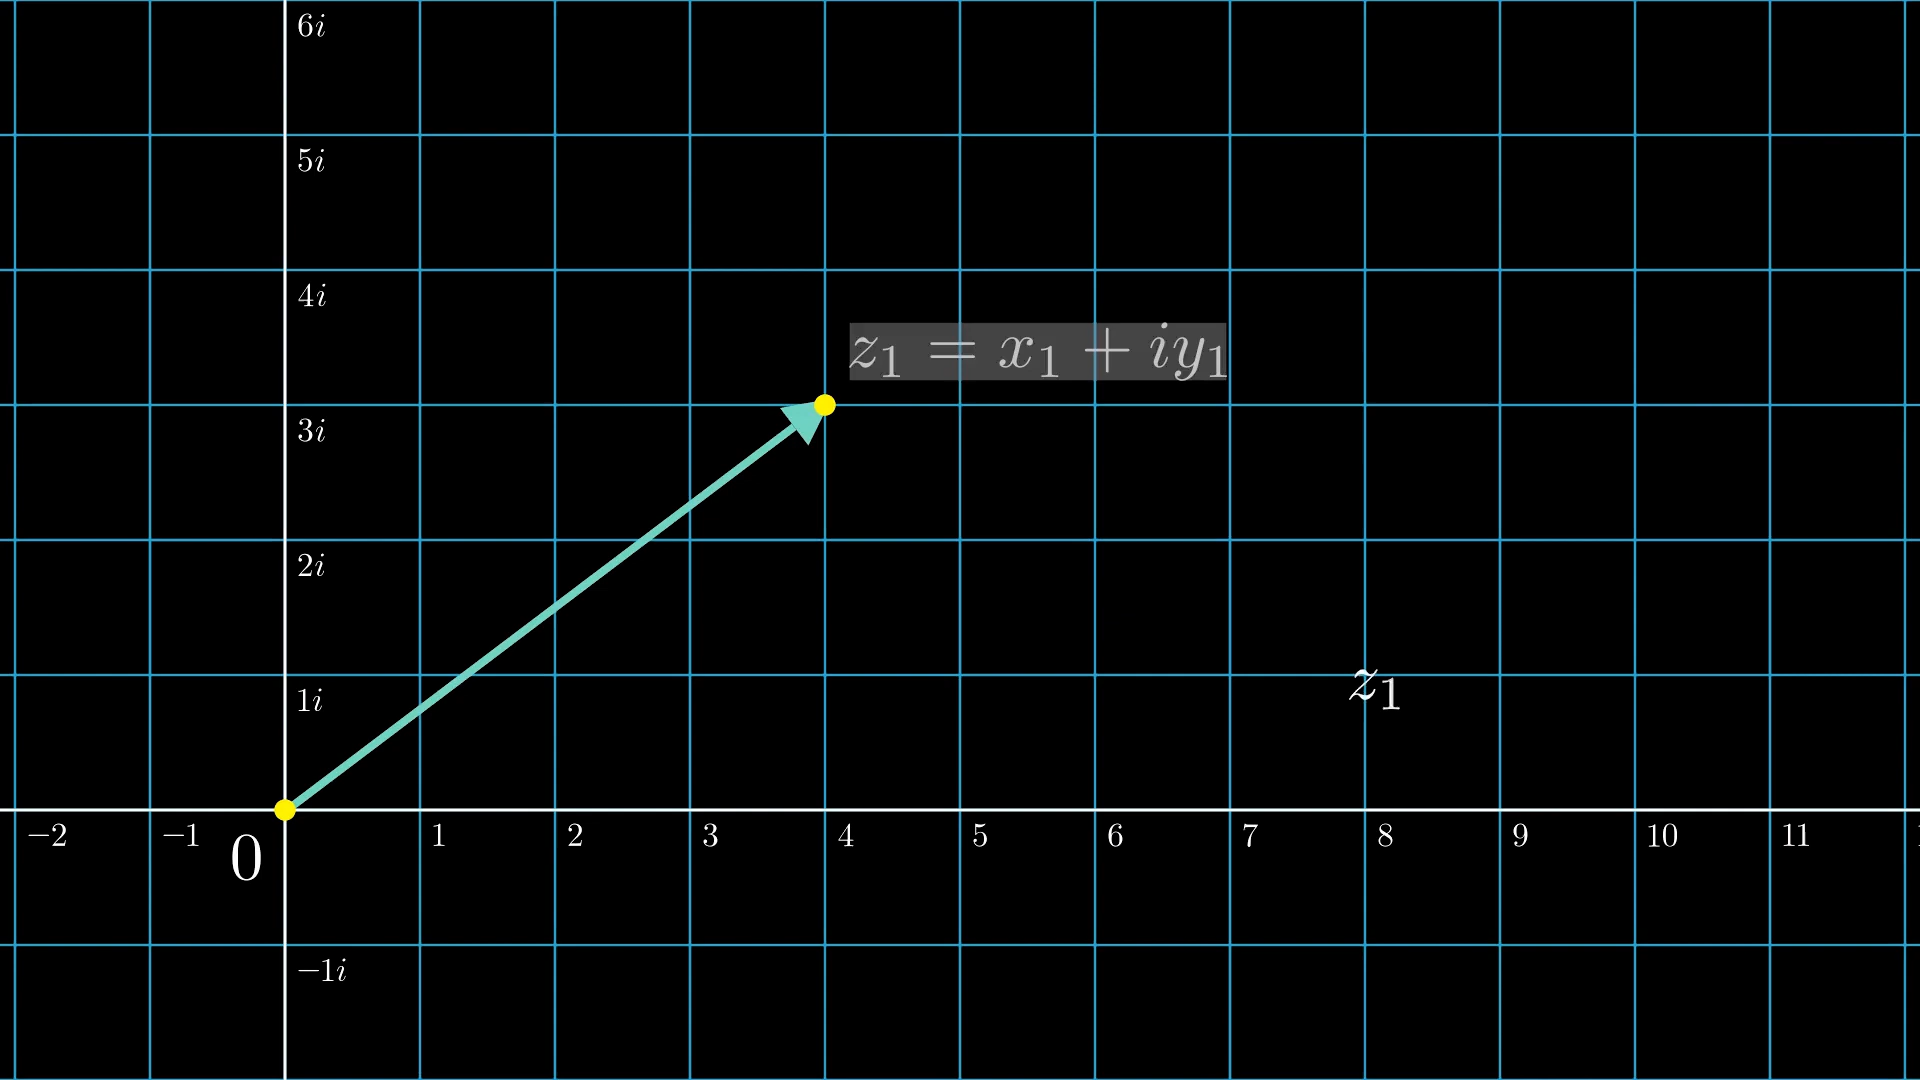 6i
5i
4i
z₁ = x₁ + iy₁
3i
2i
1i
z₁
−2 −1 0 1 2 3 4 5 6 7 8 9 10 11
−1i